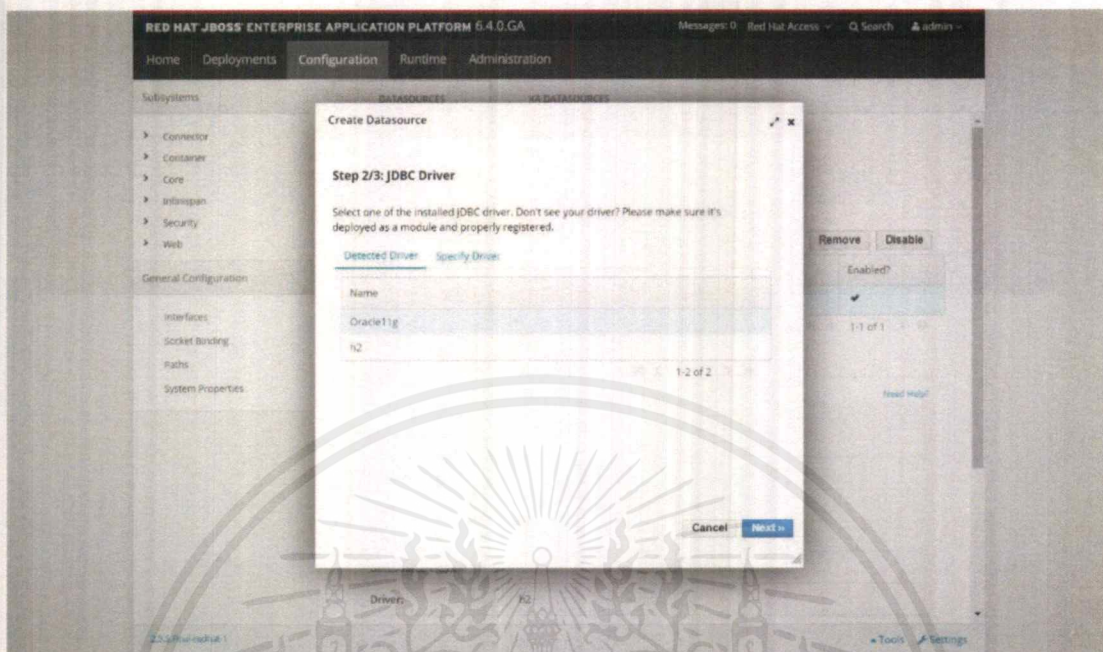 RED HAT JBOSS ENTERPRISE APPLICATION PLATFORM 6.4.0.GA
Messages: 0 Red Hat Access Search admin
Home Deployments Configuration Runtime Administration
Subsystems
DATASOURCES XA DATASOURCES
Connector
Container
Core
Infinispan
Security
Web
General Configuration
Interfaces
Socket Binding
Paths
System Properties
Create Datasource
Step 2/3: JDBC Driver
Select one of the installed JDBC driver. Don't see your driver? Please make sure it's
deployed as a module and properly registered.
Detected Driver Specify Driver
Name
Oracle11g
h2
1-2 of 2
Cancel Next »
Remove Disable
Enabled?
1-1 of 1
Need Help?
Driver: h2
Tools Settings